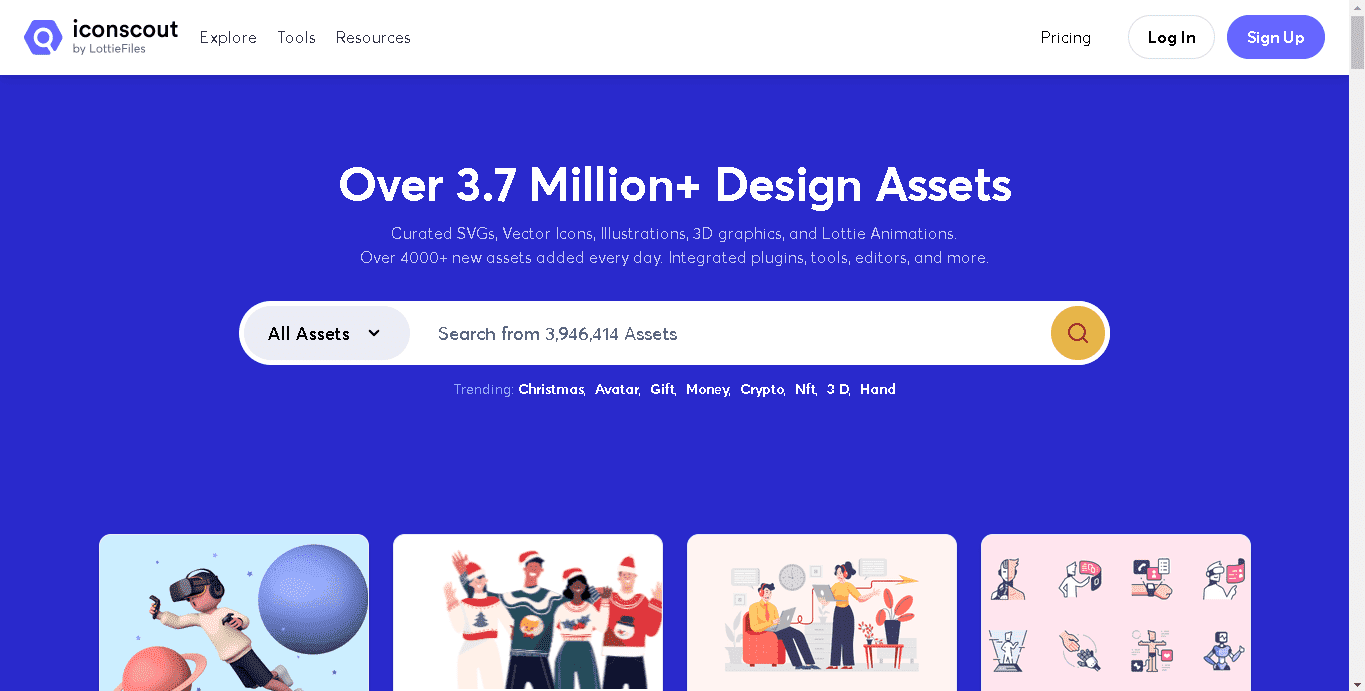 iconscout
by LottieFiles
Explore Tools Resources
Pricing Log In Sign Up
Over 3.7 Million+ Design Assets
Curated SVGs, Vector Icons, Illustrations, 3D graphics, and Lottie Animations.
Over 4000+ new assets added every day. Integrated plugins, tools, editors, and more.
All Assets Search from 3,946,414 Assets
Trending: Christmas, Avatar, Gift, Money, Crypto, Nft, 3 D, Hand